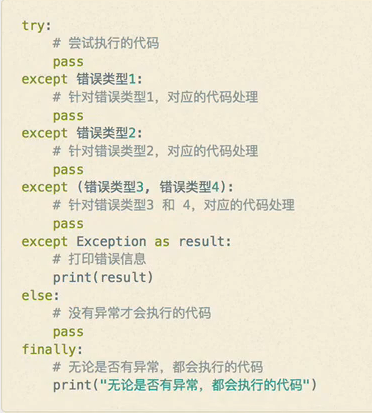 try:
    # 尝试执行的代码
    pass
except 错误类型1:
    # 针对错误类型1，对应的代码处理
    pass
except 错误类型2:
    # 针对错误类型2，对应的代码处理
    pass
except (错误类型3, 错误类型4):
    # 针对错误类型3 和 4，对应的代码处理
    pass
except Exception as result:
    # 打印错误信息
    print(result)
else:
    # 没有异常才会执行的代码
    pass
finally:
    # 无论是否有异常，都会执行的代码
    print("无论是否有异常，都会执行的代码")